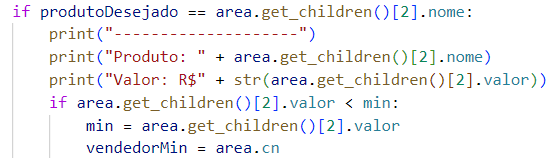 if produtoDesejado == area.get_children()[2].nome:
    print("--------------------")
    print("Produto: " + area.get_children()[2].nome)
    print("Valor: R$" + str(area.get_children()[2].valor))
    if area.get_children()[2].valor < min:
        min = area.get_children()[2].valor
        vendedorMin = area.cn